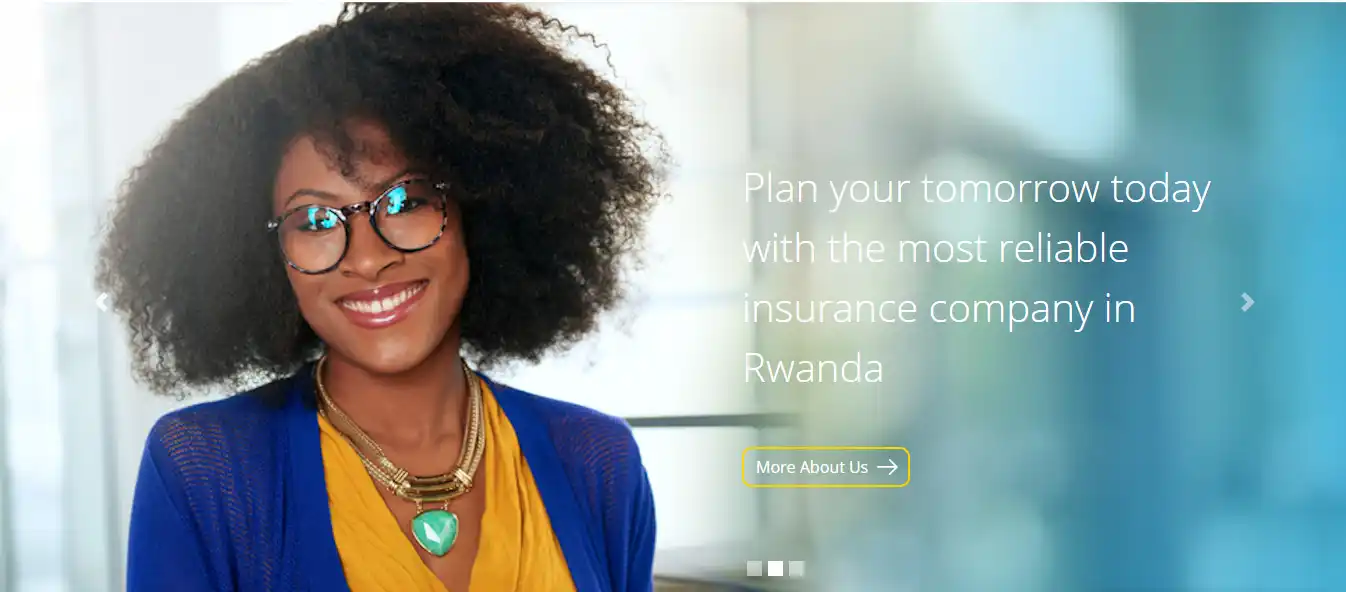 Plan your tomorrow today
with the most reliable
insurance company in
Rwanda
More About Us